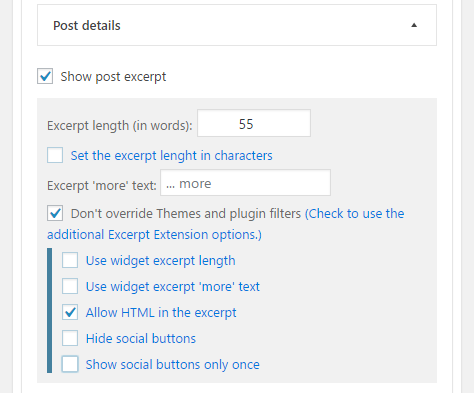 Post details
Show post excerpt
Excerpt length (in words): 55
Set the excerpt lenght in characters
Excerpt 'more' text: ... more
Don't override Themes and plugin filters (Check to use the
additional Excerpt Extension options.)
Use widget excerpt length
Use widget excerpt 'more' text
Allow HTML in the excerpt
Hide social buttons
Show social buttons only once